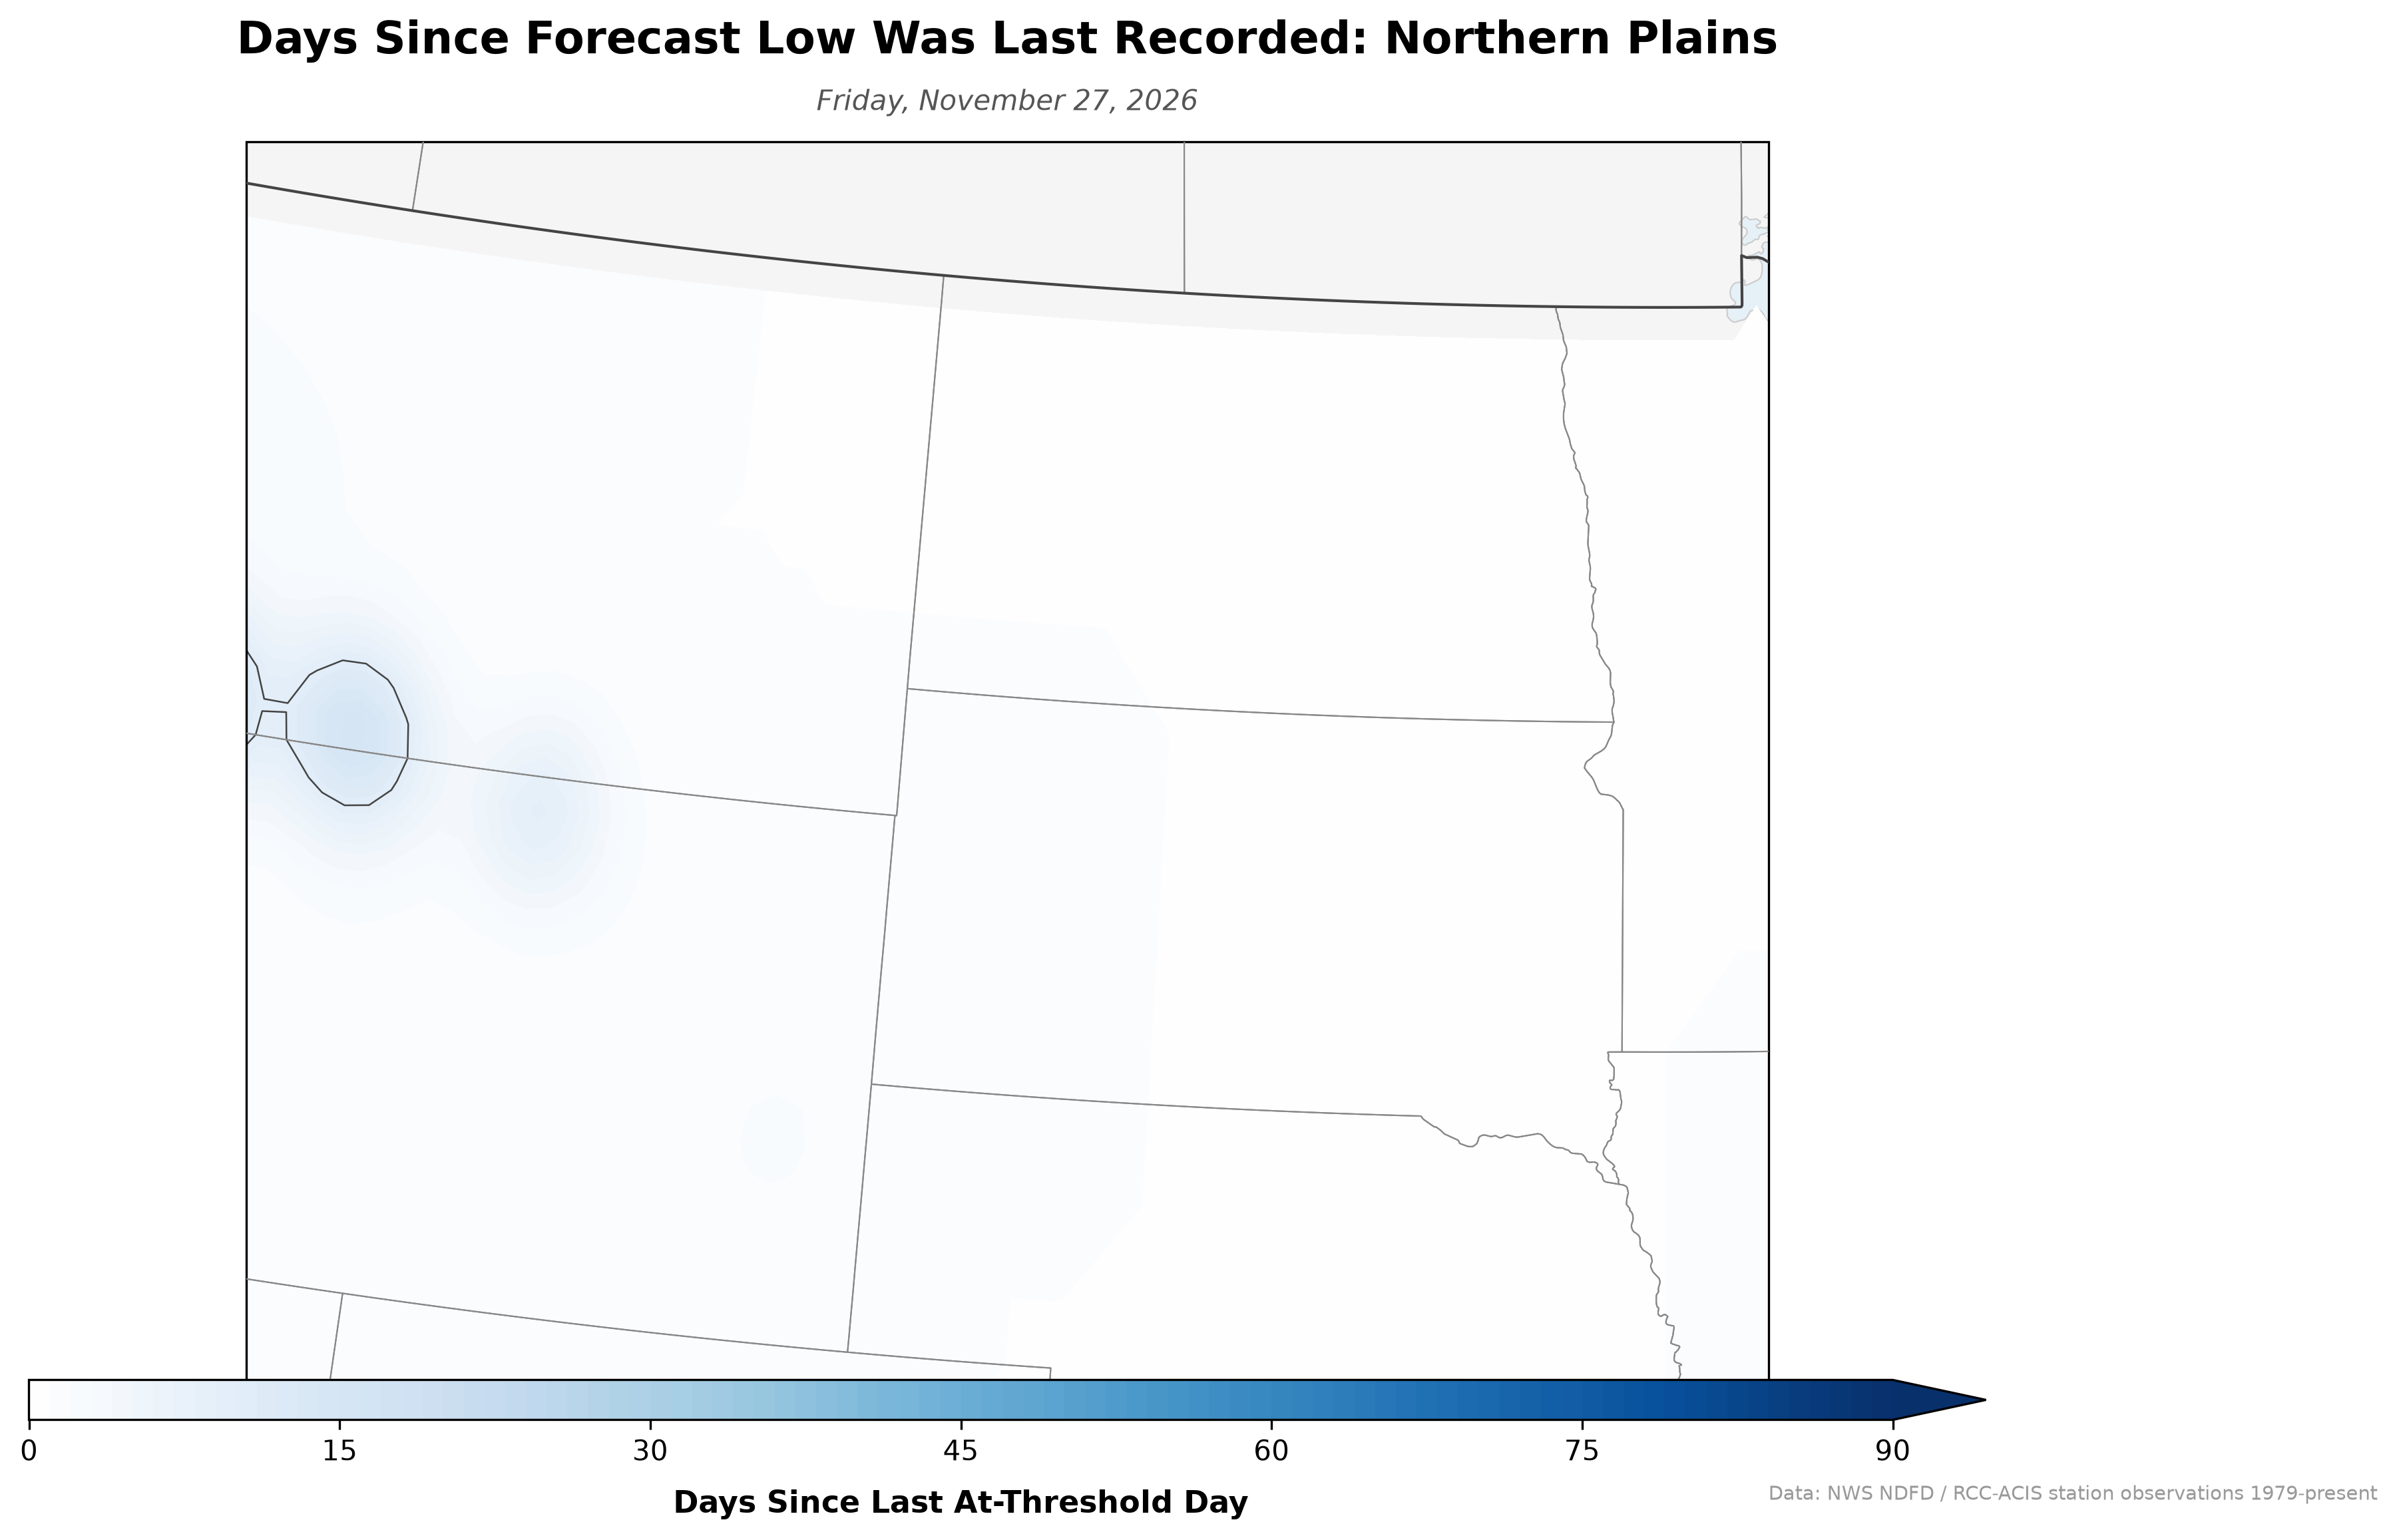 Days Since Forecast Low Was Last Recorded: Northern Plains
Friday, November 27, 2026
0 15 30 45 60 75 90
Days Since Last At-Threshold Day
Data: NWS NDFD / RCC-ACIS station observations 1979-present